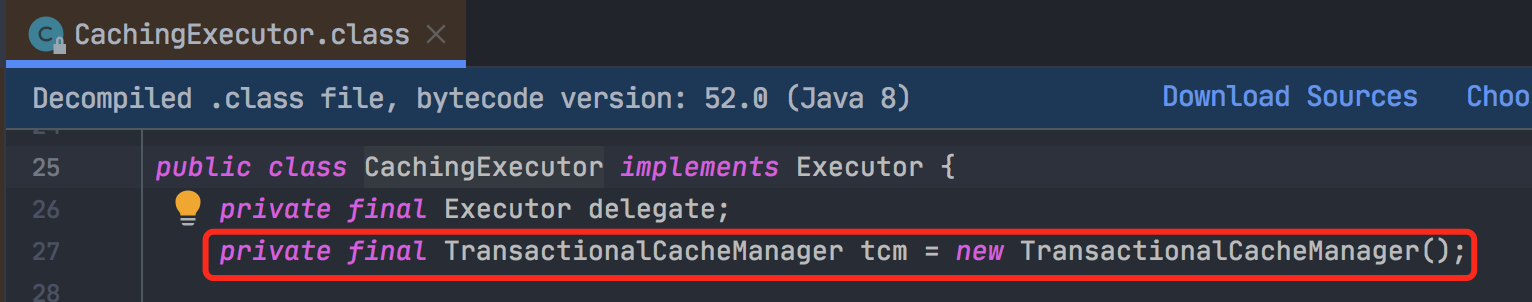 C CachingExecutor.class
Decompiled .class file, bytecode version: 52.0 (Java 8) Download Sources Choo
25 public class CachingExecutor implements Executor {
26 private final Executor delegate;
27 private final TransactionalCacheManager tcm = new TransactionalCacheManager();
28